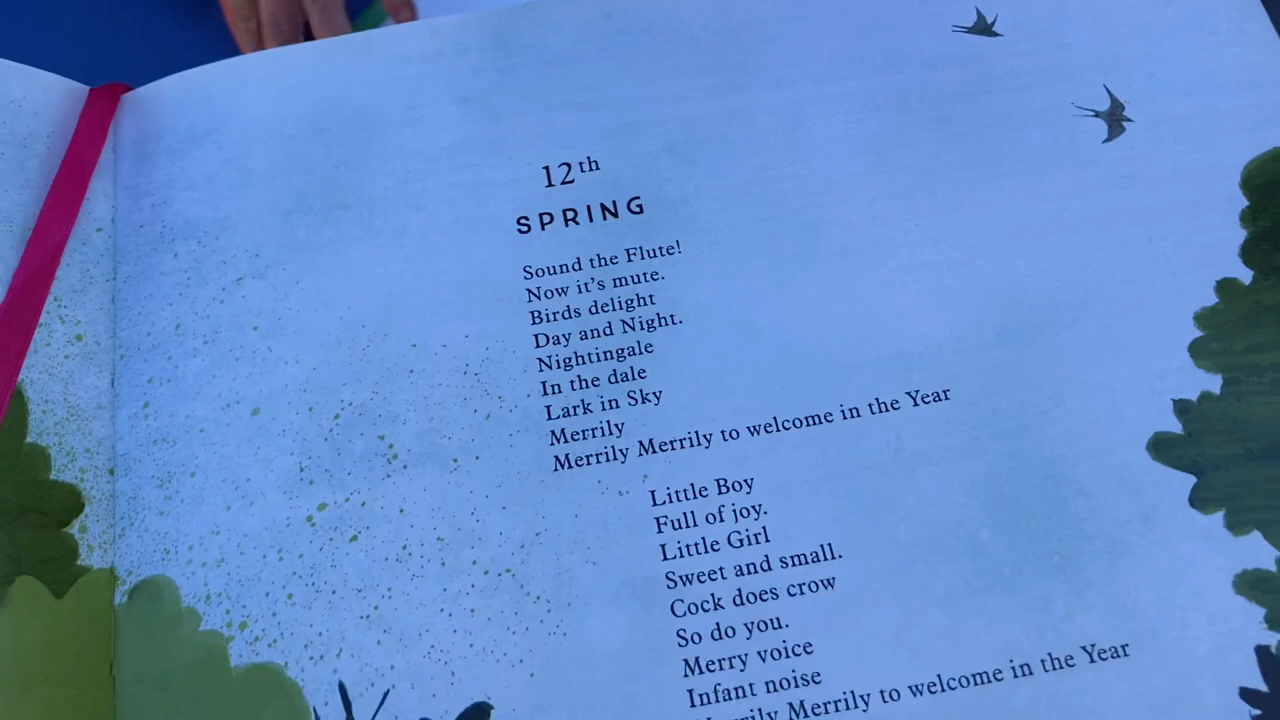 12th
SPRING
Sound the Flute!
Now it's mute.
Birds delight
Day and Night.
Nightingale
In the dale
Lark in Sky
Merrily
Merrily Merrily to welcome in the Year
Little Boy
Full of joy.
Little Girl
Sweet and small.
Cock does crow
So do you.
Merry voice
Infant noise
Merrily Merrily to welcome in the Year